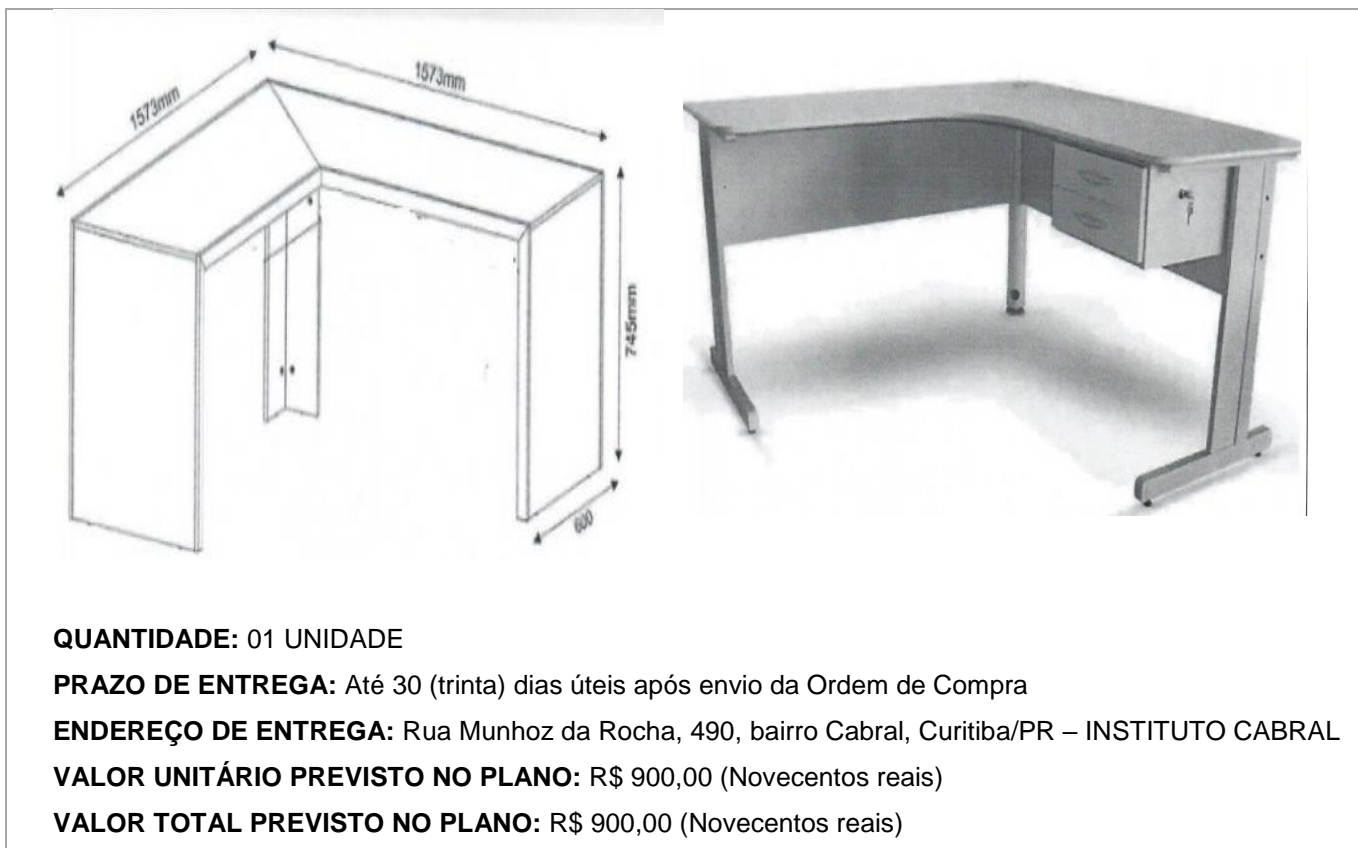 1573mm
1573mm
745mm
600
QUANTIDADE: 01 UNIDADE
PRAZO DE ENTREGA: Até 30 (trinta) dias úteis após envio da Ordem de Compra
ENDEREÇO DE ENTREGA: Rua Munhoz da Rocha, 490, bairro Cabral, Curitiba/PR – INSTITUTO CABRAL
VALOR UNITÁRIO PREVISTO NO PLANO: R$ 900,00 (Novecentos reais)
VALOR TOTAL PREVISTO NO PLANO: R$ 900,00 (Novecentos reais)